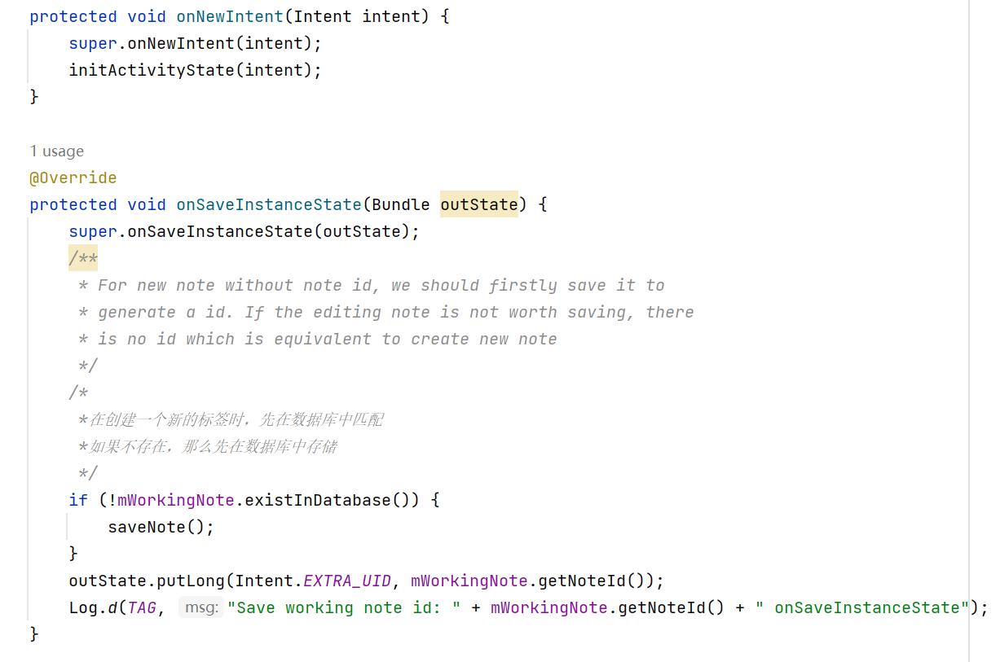 protected void onNewIntent(Intent intent) {
super.onNewIntent(intent);
initActivityState(intent);
}
1 usage
@Override
protected void onSaveInstanceState(Bundle outState) {
super.onSaveInstanceState(outState);
/**
* For new note without note id, we should firstly save it to
* generate a id. If the editing note is not worth saving, there
* is no id which is equivalent to create new note
*/
/*
*在创建一个新的标签时，先在数据库中匹配
*如果不存在，那么先在数据库中存储
*/
if (!mWorkingNote.existInDatabase()) {
saveNote();
}
outState.putLong(Intent.EXTRA_UID, mWorkingNote.getNoteId());
Log.d(TAG, msg: "Save working note id: " + mWorkingNote.getNoteId() + " onSaveInstanceState");
}